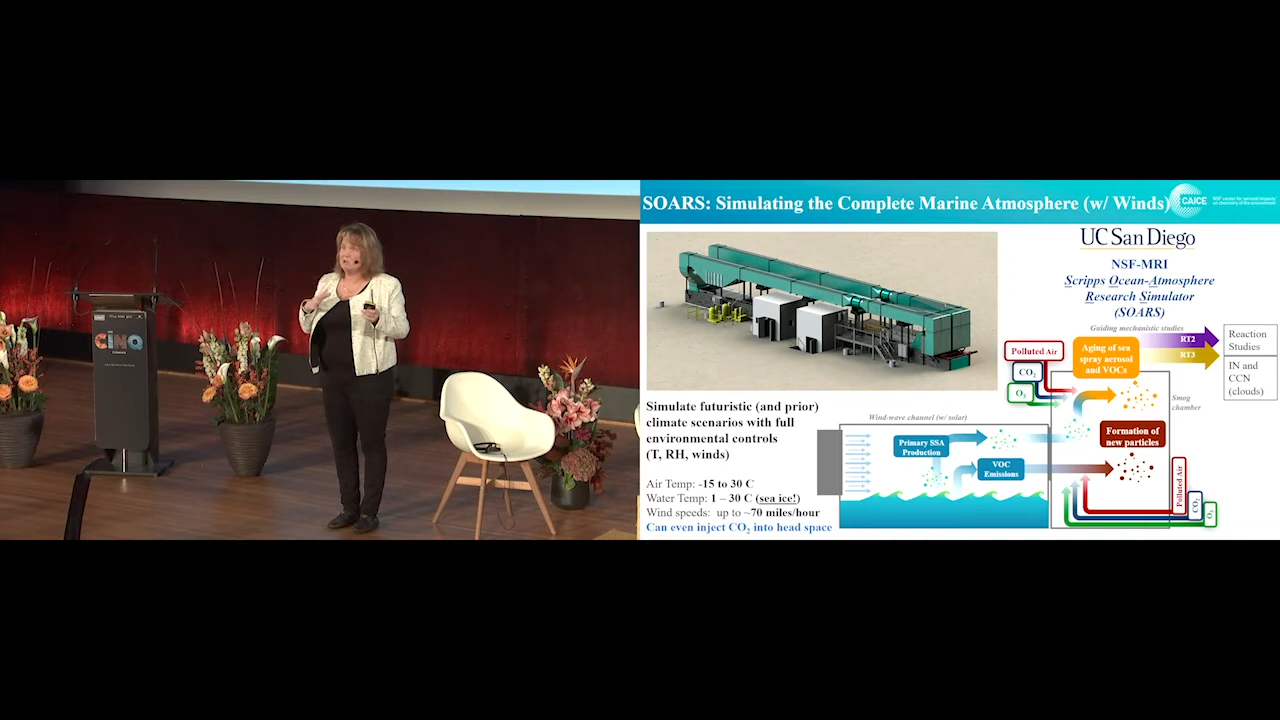 CINQ
SOARS: Simulating the Complete Marine Atmosphere (w/ Winds)
CAICE
UC San Diego
NSF-MRI
Scripps Ocean-Atmosphere
Research Simulator
(SOARS)
Guiding mechanistic studies
RT2
RT3
Reaction
Studies
IN and
CCN
(clouds)
Polluted Air
CO2
O3
Aging of sea
spray aerosol
and VOCs
Smog
chamber
Simulate futuristic (and prior)
climate scenarios with full
environmental controls
(T, RH, winds)
Wind-wave channel (w/ solar)
Primary SSA
Production
VOC
Emissions
Formation of
new particles
Polluted Air
CO2
O3
Air Temp: -15 to 30 C
Water Temp: 1 – 30 C (sea ice!)
Wind speeds: up to ~70 miles/hour
Can even inject CO2 into head space